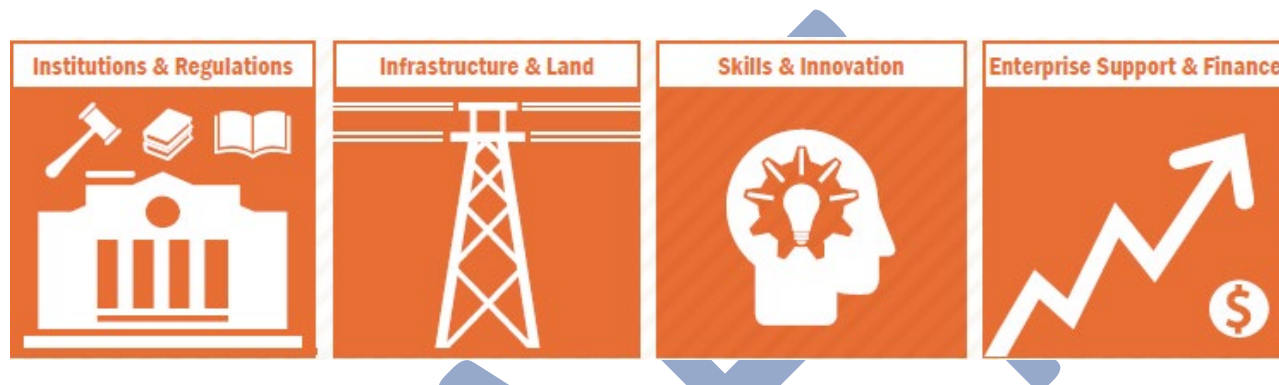 Institutions & Regulations
Infrastructure & Land
Skills & Innovation
Enterprise Support & Finance
$